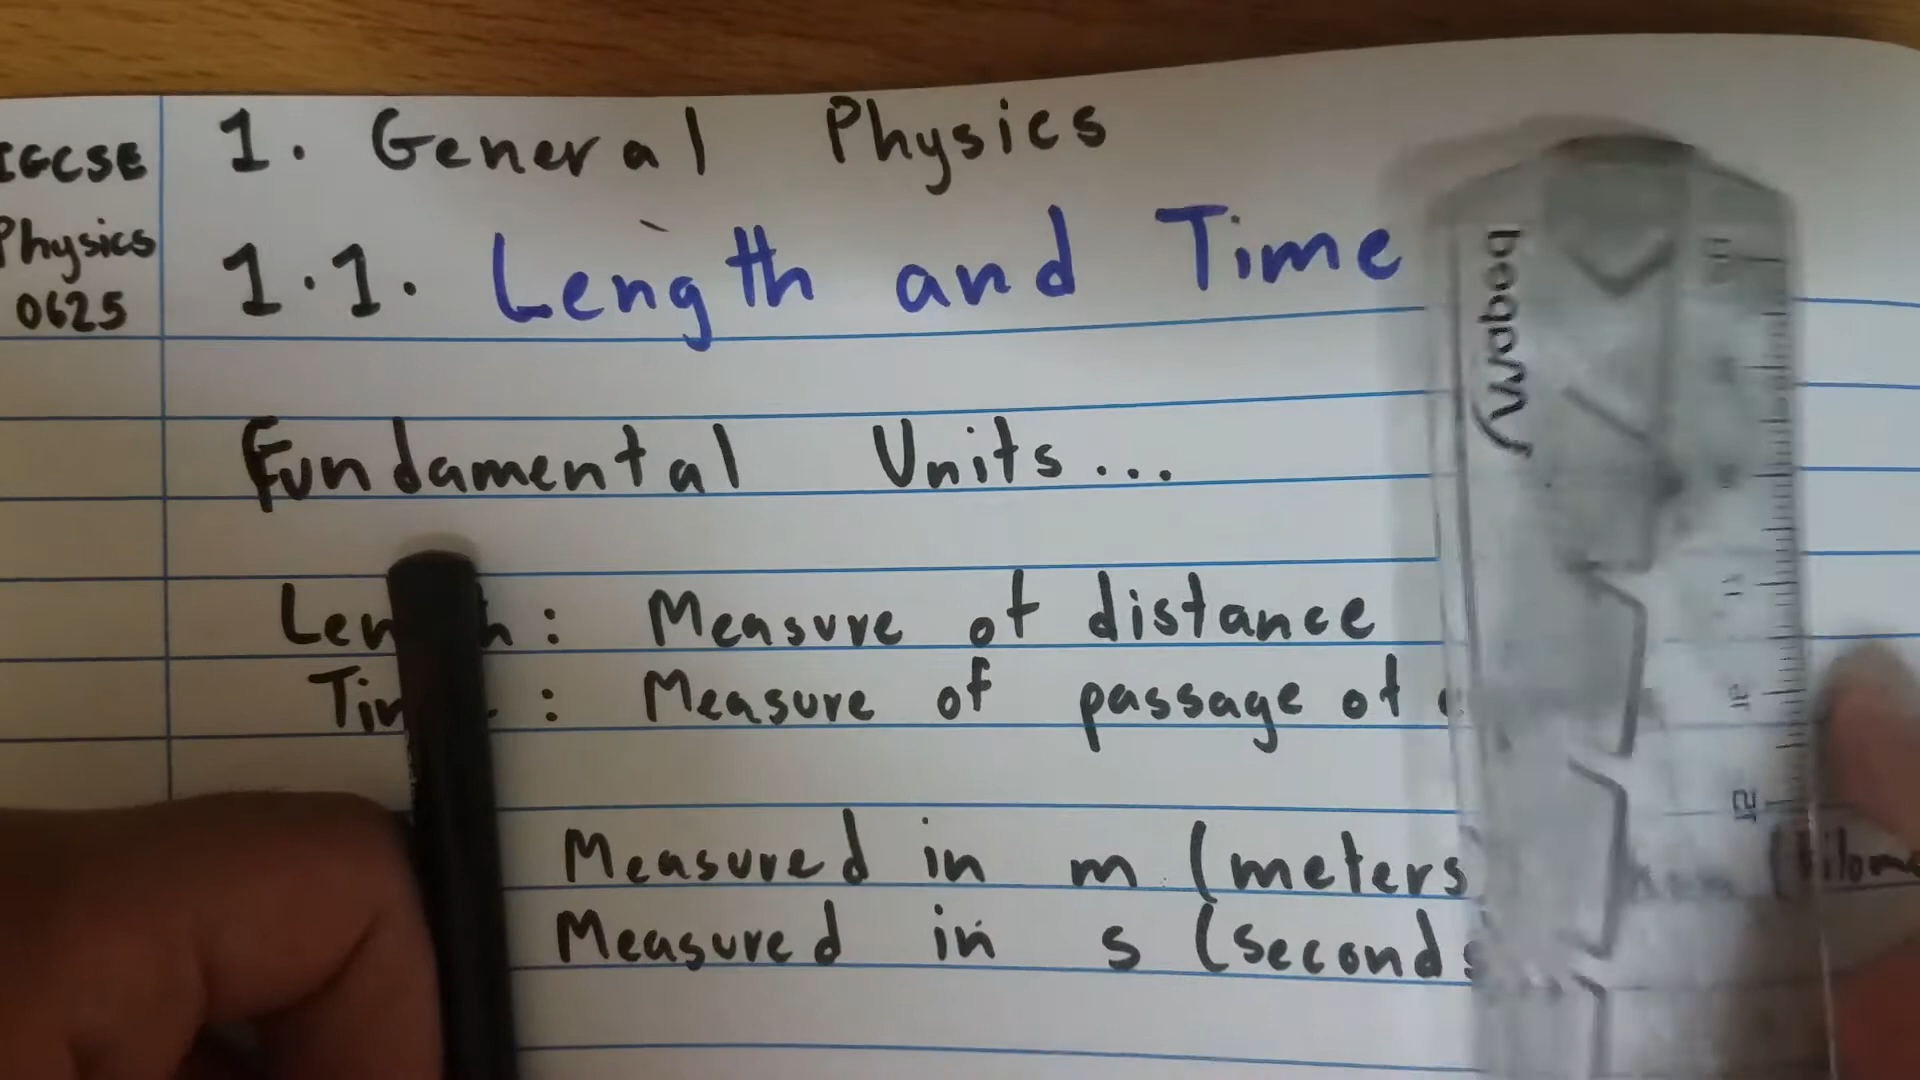 IGCSE
Physics
0625
1. General Physics
1.1. Length and Time
Fundamental Units...
: Measure of distance
: Measure of passage of
Measured in m (meters
Measured in s (seconds
Maped